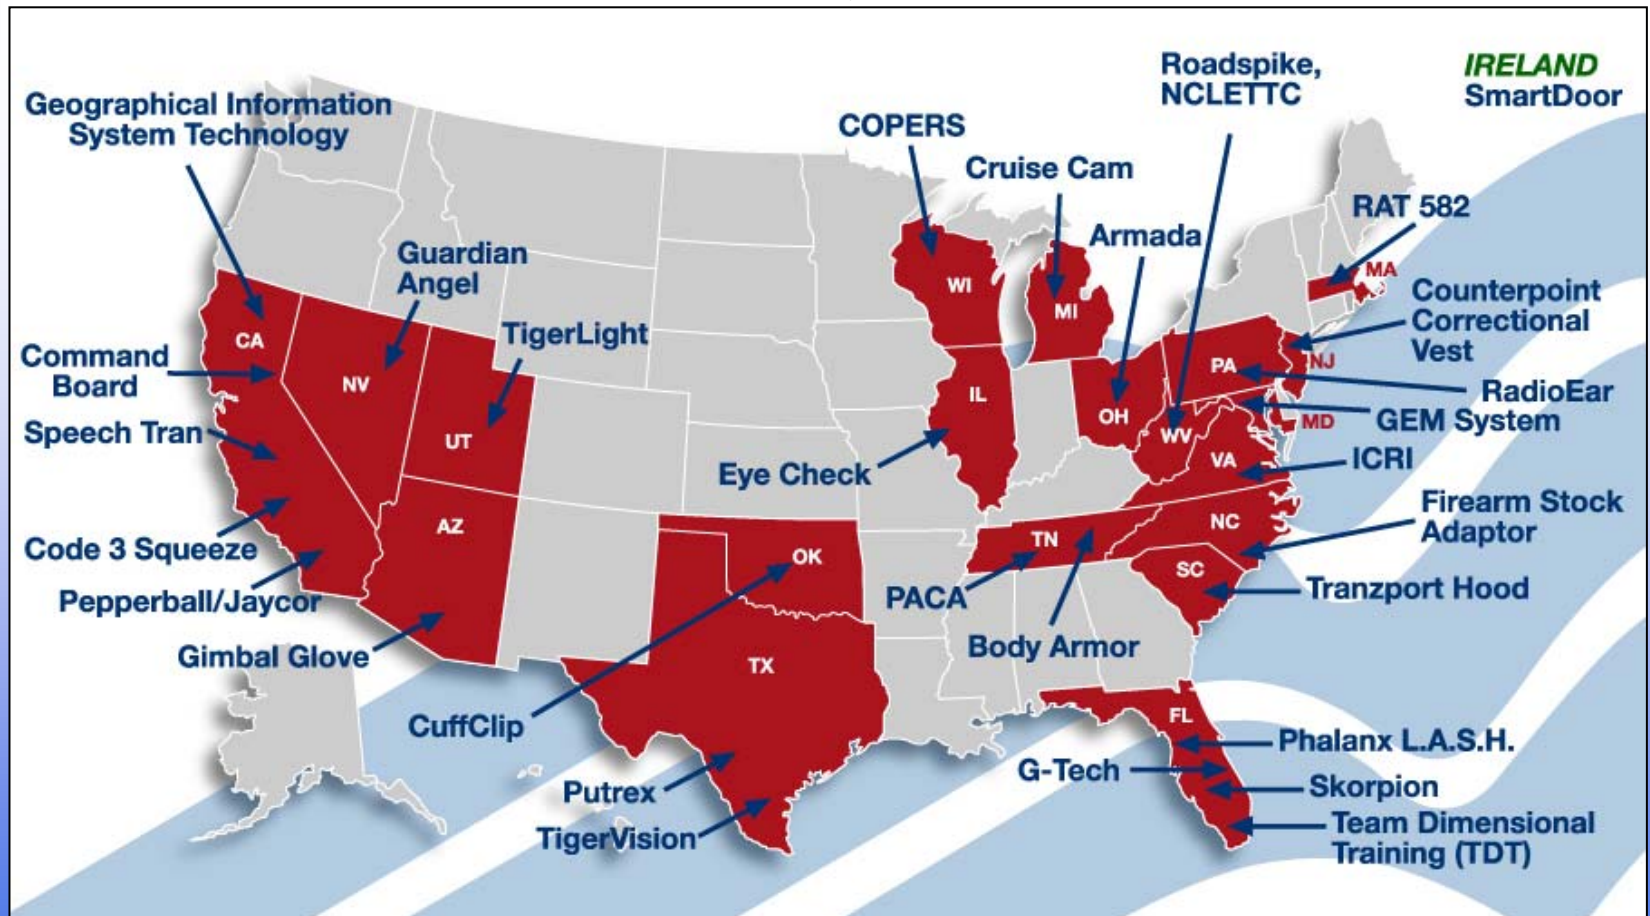 Roadspike,
NCLETTC
IRELAND
SmartDoor
Geographical Information
System Technology
COPERS
Cruise Cam
RAT 582
Armada
Guardian
Angel
MA
WI
Counterpoint
Correctional
Vest
MI
TigerLight
CA
Command
Board
NJ
PA
NV
RadioEar
IL
OH
GEM System
MD
Speech Tran
WV
UT
ICRI
VA
Eye Check
Firearm Stock
Adaptor
NC
AZ
TN
Code 3 Squeeze
OK
SC
Tranzport Hood
PACA
Pepperball/Jaycor
Body Armor
Gimbal Glove
TX
FL
CuffClip
Phalanx L.A.S.H.
G-Tech
Skorpion
Putrex
Team Dimensional
Training (TDT)
TigerVision